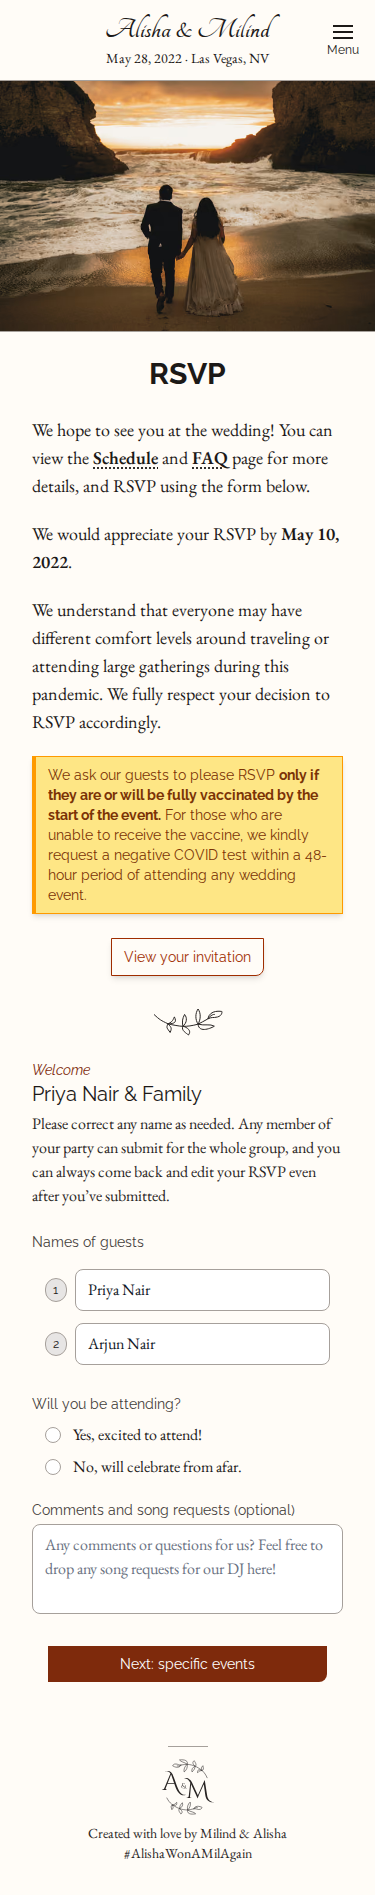 Alisha & Milind
May 28, 2022 · Las Vegas, NV
Menu
RSVP
We hope to see you at the wedding! You can
view the Schedule and FAQ page for more
details, and RSVP using the form below.
We would appreciate your RSVP by May 10,
2022.
We understand that everyone may have
different comfort levels around traveling or
attending large gatherings during this
pandemic. We fully respect your decision to
RSVP accordingly.
We ask our guests to please RSVP only if
they are or will be fully vaccinated by the
start of the event. For those who are
unable to receive the vaccine, we kindly
request a negative COVID test within a 48-
hour period of attending any wedding
event.
View your invitation
Welcome
Priya Nair & Family
Please correct any name as needed. Any member of
your party can submit for the whole group, and you
can always come back and edit your RSVP even
after you’ve submitted.
Names of guests
1 Priya Nair
2 Arjun Nair
Will you be attending?
Yes, excited to attend!
No, will celebrate from afar.
Comments and song requests (optional)
Any comments or questions for us? Feel free to
drop any song requests for our DJ here!
Next: specific events
A&M
Created with love by Milind & Alisha
#AlishaWonAMilAgain